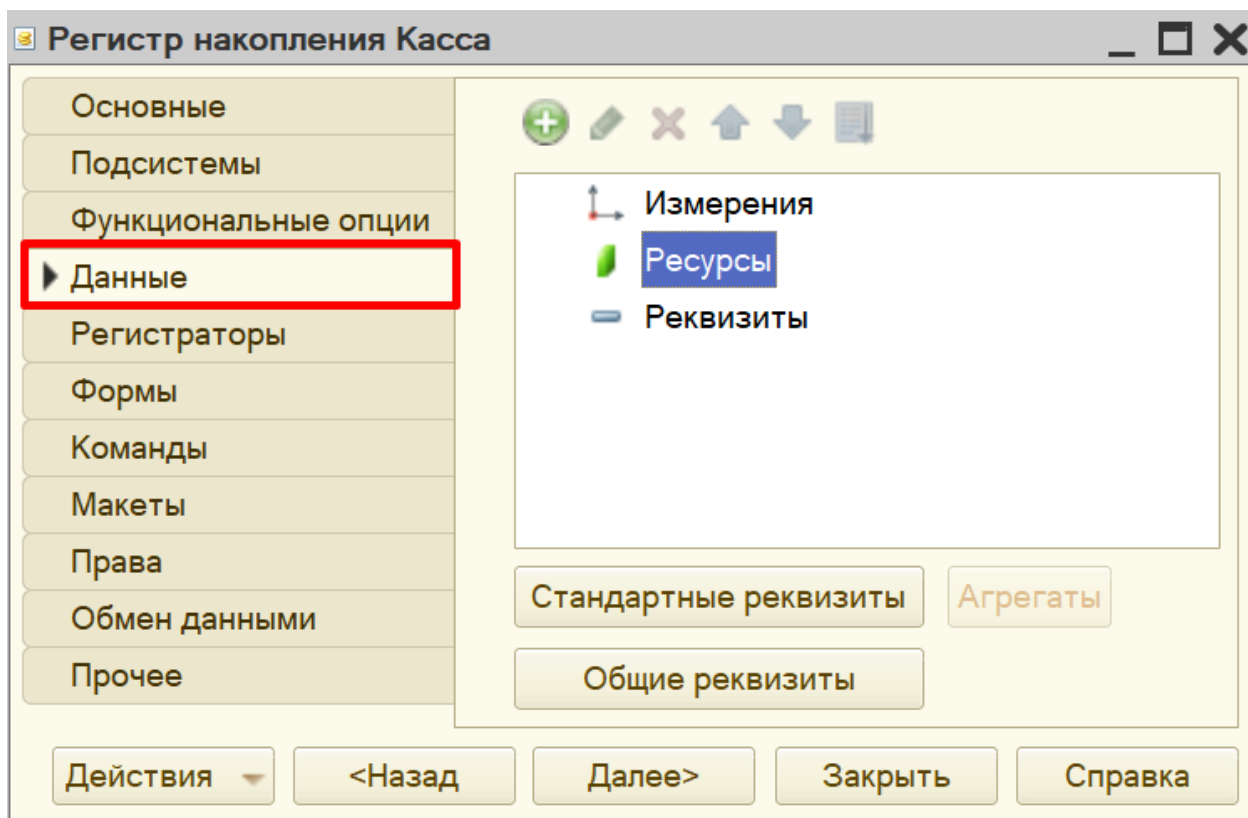 Регистр накопления Касса
Основные
Подсистемы
Функциональные опции
Данные
Регистраторы
Формы
Команды
Макеты
Права
Обмен данными
Прочее
Измерения
Ресурсы
Реквизиты
Стандартные реквизиты
Агрегаты
Общие реквизиты
Действия
<Назад
Далее>
Закрыть
Справка